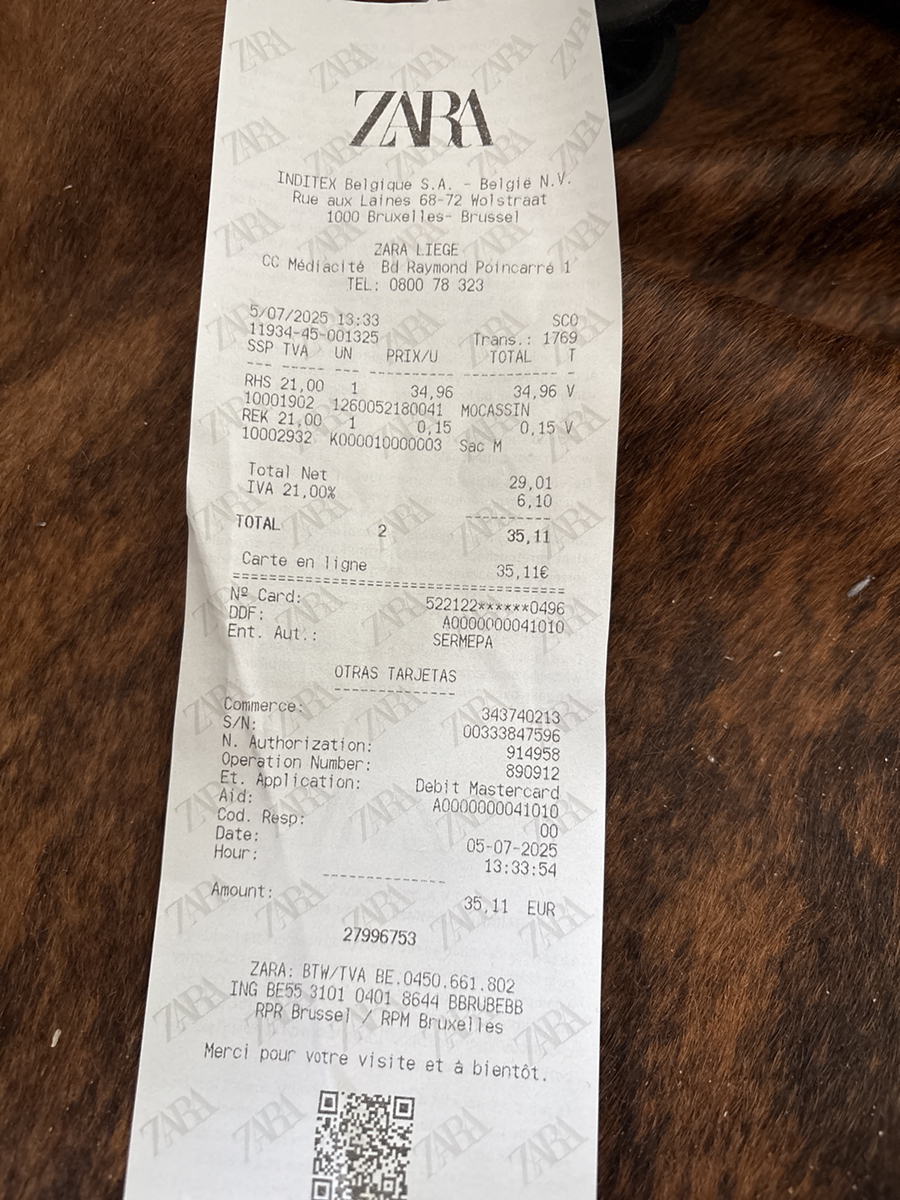 ZARA
INDITEX Belgique S.A. - België N.V.
Rue aux Laines 68-72 Wolstraat
1000 Bruxelles- Brussel
ZARA LIEGE
CC Médiacité Bd Raymond Poincarré 1
TEL: 0800 78 323
5/07/2025 13:33 SCO
11934-45-001325 Trans.: 1769
SSP TVA UN PRIX/U TOTAL T
RHS 21,00 1 34,96 34,96 V
10001902 1260052180041 MOCASSIN
REK 21,00 1 0,15 0,15 V
10002932 K000010000003 Sac M
Total Net 29,01
IVA 21,00% 6,10
TOTAL 2 35,11
Carte en ligne 35,11€
Nº Card: 522122******0496
DDF: A0000000041010
Ent. Aut.: SERMEPA
OTRAS TARJETAS
Commerce: 343740213
S/N: 00333847596
N. Authorization: 914958
Operation Number: 890912
Et. Application: Debit Mastercard
Aid: A0000000041010
Cod. Resp: 00
Date: 05-07-2025
Hour: 13:33:54
Amount: 35,11 EUR
27996753
ZARA: BTW/TVA BE.0450.661.802
ING BE55 3101 0401 8644 BBRUBEBB
RPR Brussel / RPM Bruxelles
Merci pour votre visite et à bientôt.